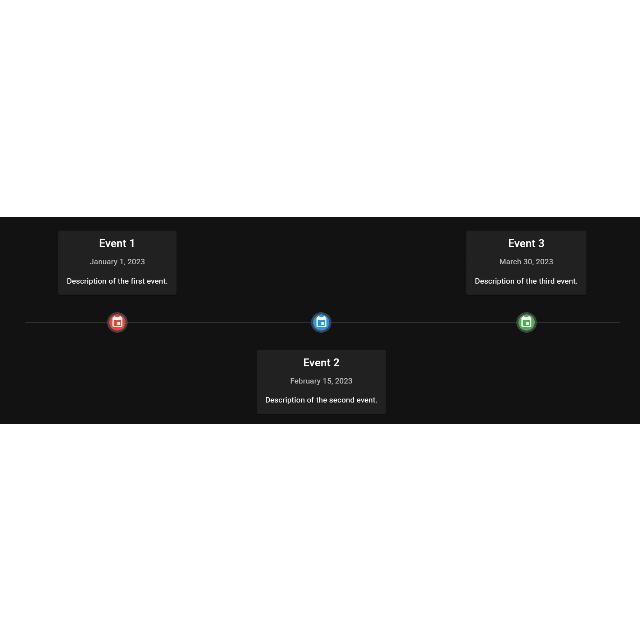 Event 1
January 1, 2023
Description of the first event.
Event 2
February 15, 2023
Description of the second event.
Event 3
March 30, 2023
Description of the third event.